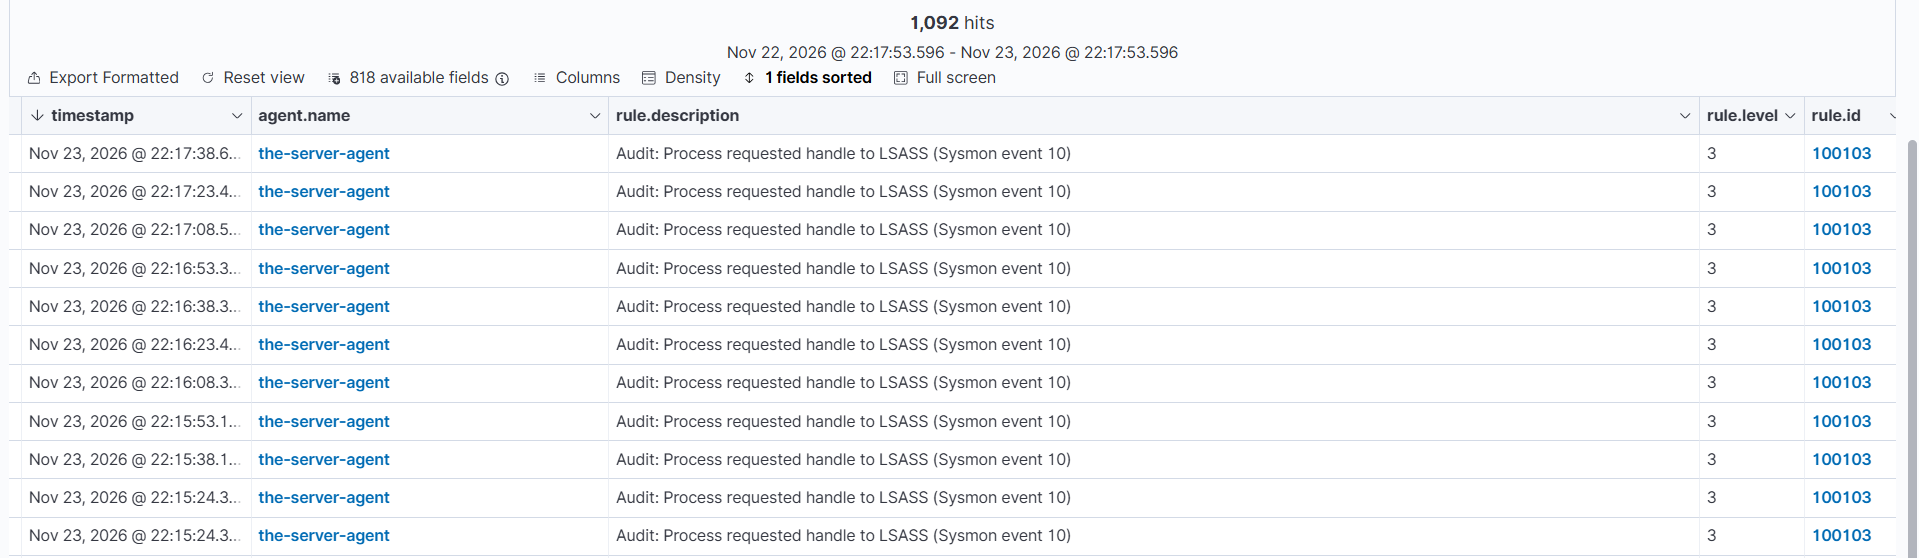 1,092 hits
Nov 22, 2026 @ 22:17:53.596 - Nov 23, 2026 @ 22:17:53.596
Export Formatted Reset view 818 available fields Columns Density 1 fields sorted Full screen
timestamp agent.name rule.description rule.level rule.id
Nov 23, 2026 @ 22:17:38.6... the-server-agent Audit: Process requested handle to LSASS (Sysmon event 10) 3 100103
Nov 23, 2026 @ 22:17:23.4... the-server-agent Audit: Process requested handle to LSASS (Sysmon event 10) 3 100103
Nov 23, 2026 @ 22:17:08.5... the-server-agent Audit: Process requested handle to LSASS (Sysmon event 10) 3 100103
Nov 23, 2026 @ 22:16:53.3... the-server-agent Audit: Process requested handle to LSASS (Sysmon event 10) 3 100103
Nov 23, 2026 @ 22:16:38.3... the-server-agent Audit: Process requested handle to LSASS (Sysmon event 10) 3 100103
Nov 23, 2026 @ 22:16:23.4... the-server-agent Audit: Process requested handle to LSASS (Sysmon event 10) 3 100103
Nov 23, 2026 @ 22:16:08.3... the-server-agent Audit: Process requested handle to LSASS (Sysmon event 10) 3 100103
Nov 23, 2026 @ 22:15:53.1... the-server-agent Audit: Process requested handle to LSASS (Sysmon event 10) 3 100103
Nov 23, 2026 @ 22:15:38.1... the-server-agent Audit: Process requested handle to LSASS (Sysmon event 10) 3 100103
Nov 23, 2026 @ 22:15:24.3... the-server-agent Audit: Process requested handle to LSASS (Sysmon event 10) 3 100103
Nov 23, 2026 @ 22:15:24.3... the-server-agent Audit: Process requested handle to LSASS (Sysmon event 10) 3 100103